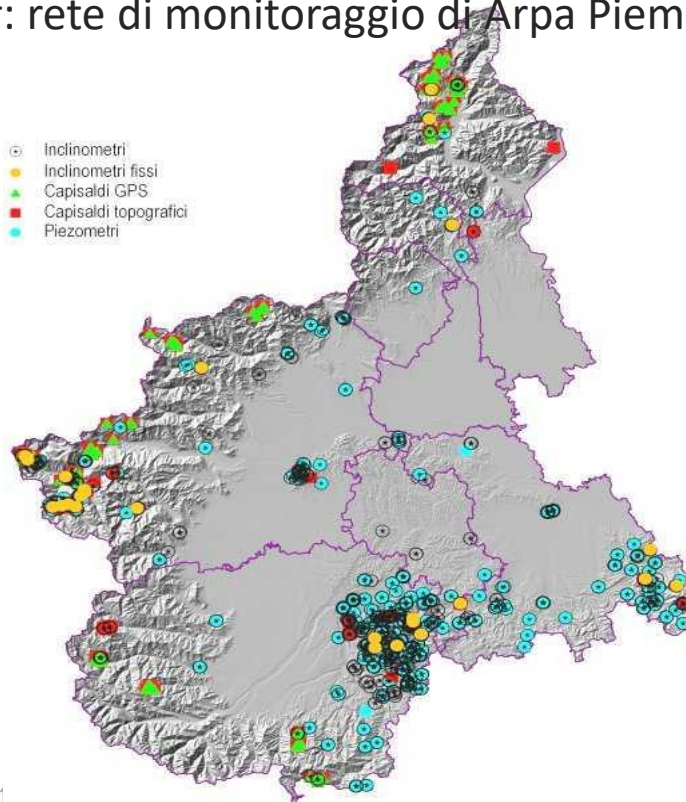 : rete di monitoraggio di Arpa Piem
Inclinometri
Inclinometri fissi
Capisaldi GPS
Capisaldi topografici
Piezometri